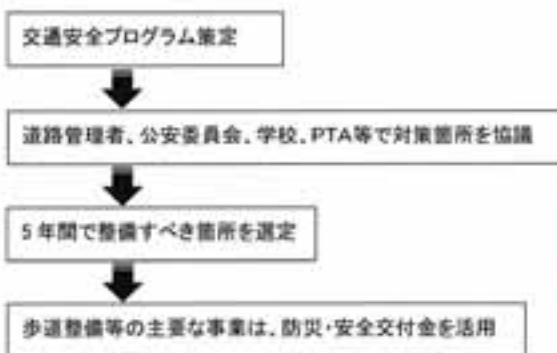 交通安全プログラム策定
道路管理者、公安委員会、学校、PTA等で対策箇所を協議
5年間で整備すべき箇所を選定
歩道整備等の主要な事業は、防災・安全交付金を活用